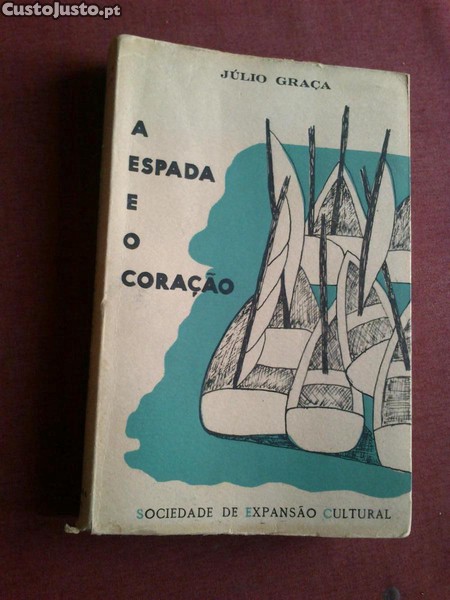 CustoJusto.pt
JÚLIO GRAÇA
A
ESPADA
E
O
CORAÇÃO
SOCIEDADE DE EXPANSÃO CULTURAL